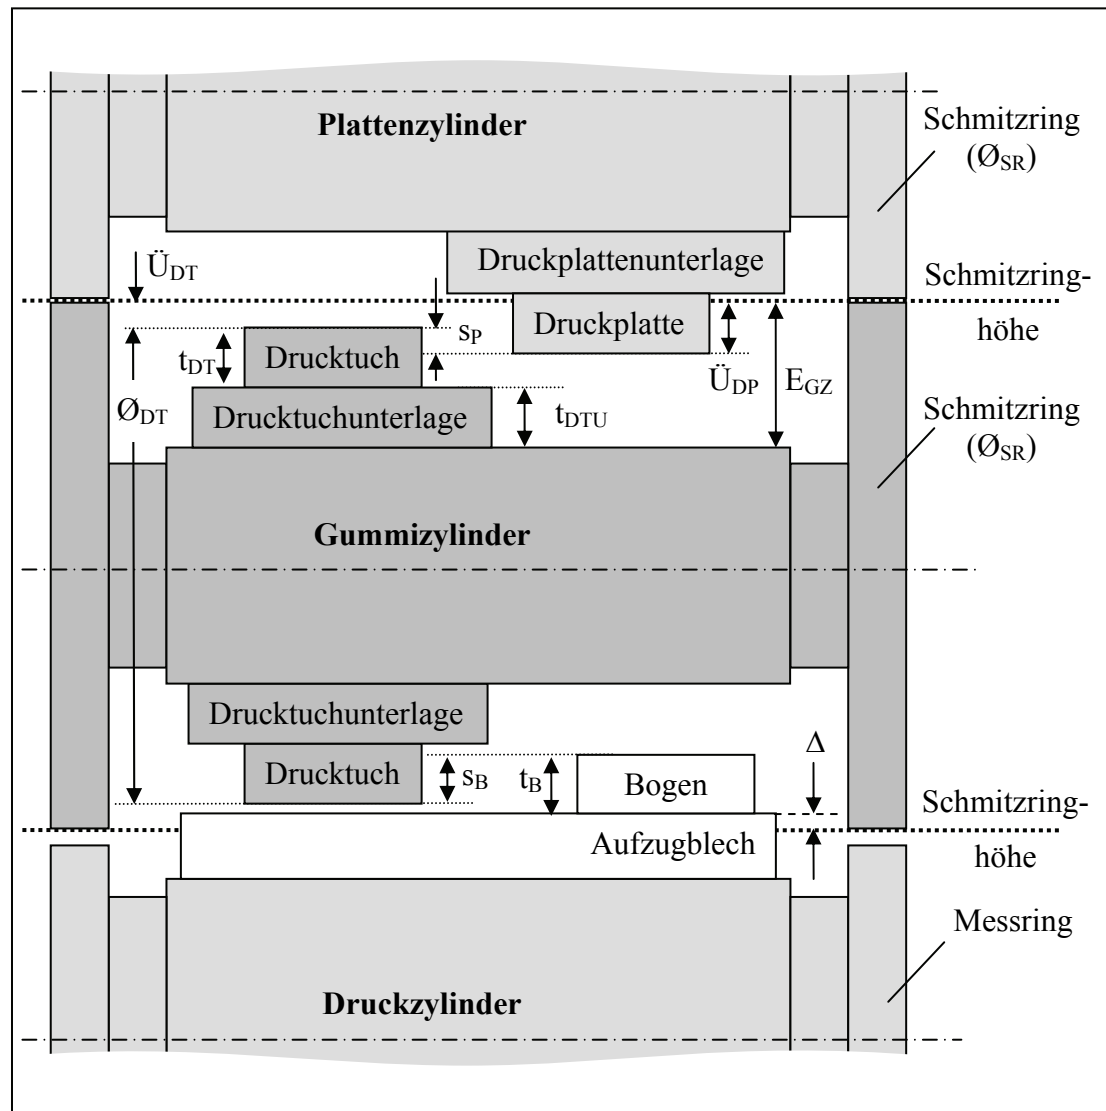 Plattenzylinder
Schmitzring
(Ø_SR)
Ü_DT
Druckplattenunterlage
Schmitzring-
höhe
s_P
Druckplatte
t_DT
Drucktuch
Ü_DP
E_GZ
Ø_DT
Drucktuchunterlage
t_DTU
Schmitzring
(Ø_SR)
Gummizylinder
Drucktuchunterlage
Δ
Drucktuch
s_B
t_B
Bogen
Schmitzring-
höhe
Aufzugblech
Messring
Druckzylinder